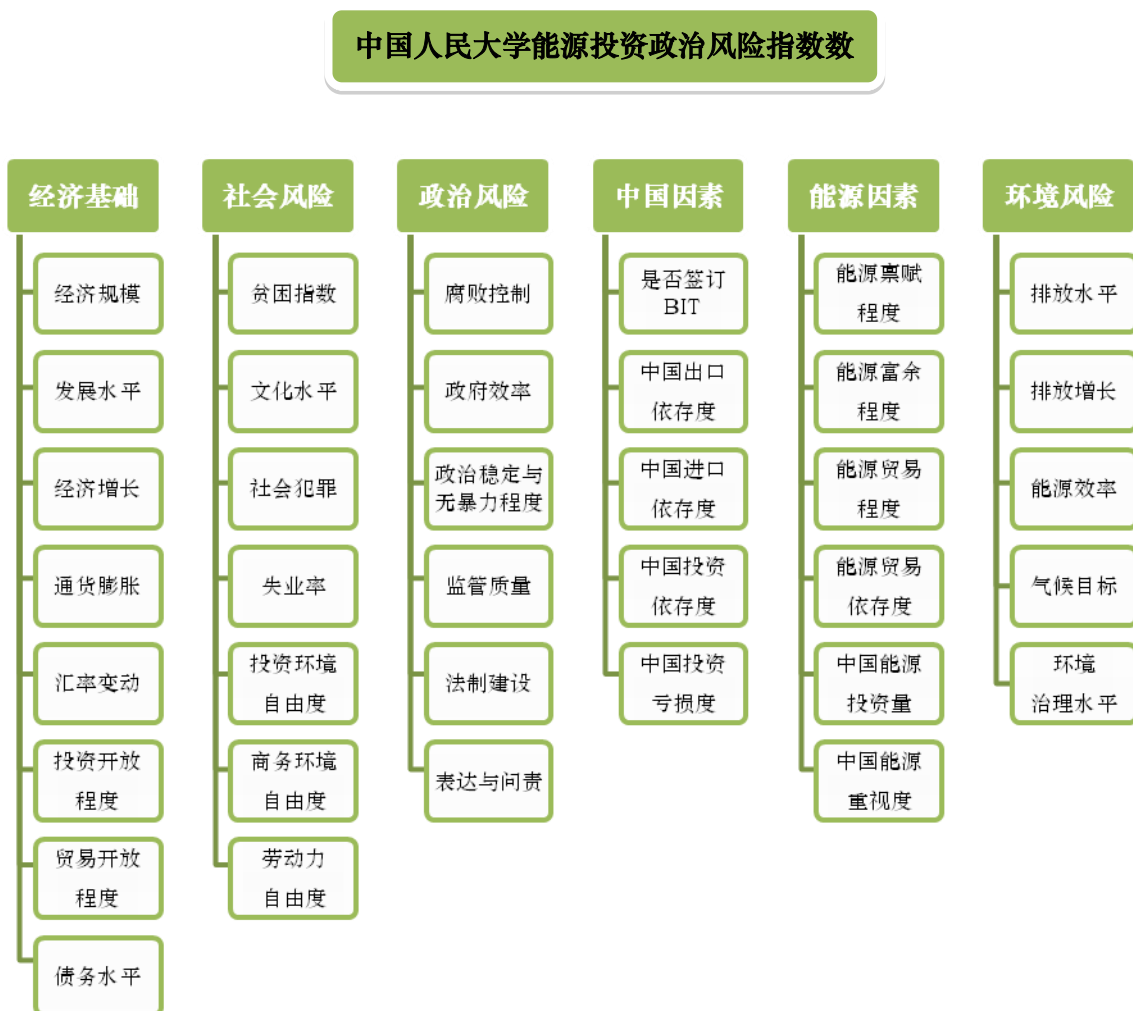 中国人民大学能源投资政治风险指数数
经济基础
经济规模
发展水平
经济增长
通货膨胀
汇率变动
投资开放
程度
贸易开放
程度
债务水平
社会风险
贫困指数
文化水平
社会犯罪
失业率
投资环境
自由度
商务环境
自由度
劳动力
自由度
政治风险
腐败控制
政府效率
政治稳定与
无暴力程度
监管质量
法制建设
表达与问责
中国因素
是否签订
BIT
中国出口
依存度
中国进口
依存度
中国投资
依存度
中国投资
亏损度
能源因素
能源禀赋
程度
能源富余
程度
能源贸易
程度
能源贸易
依存度
中国能源
投资量
中国能源
重视度
环境风险
排放水平
排放增长
能源效率
气候目标
环境
治理水平